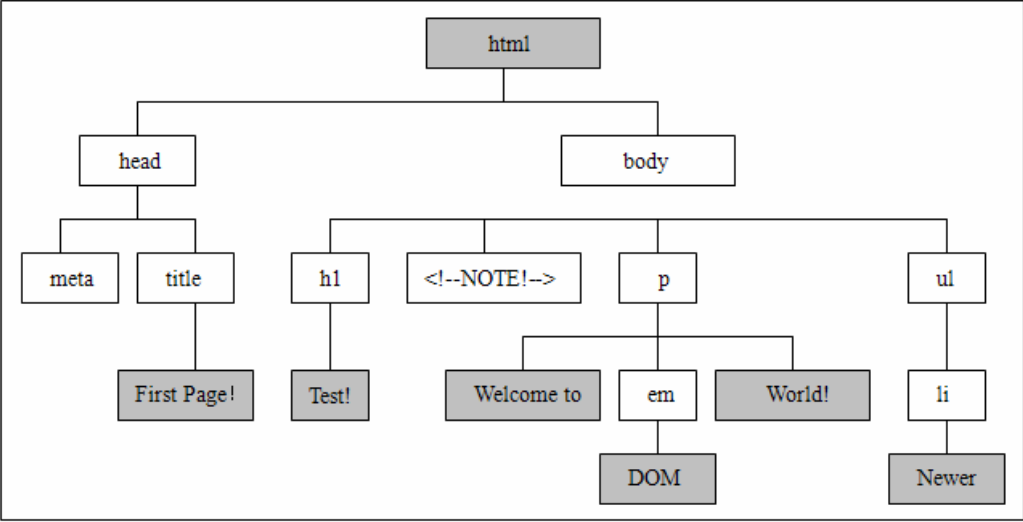 html
head
body
meta
title
h1
<!--NOTE!-->
p
ul
First Page!
Test!
Welcome to
em
World!
li
DOM
Newer